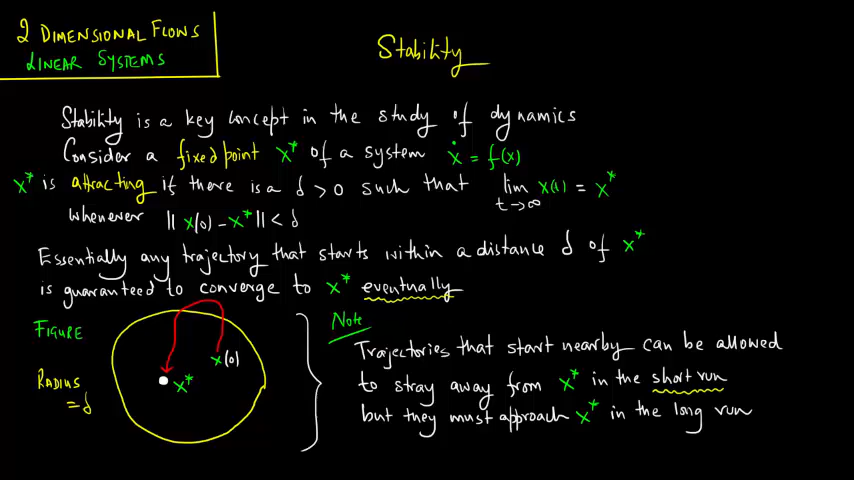 2 DIMENSIONAL FLOWS
LINEAR SYSTEMS
Stability
Stability is a key concept in the study of dynamics
Consider a fixed point x* of a system ẋ = f(x)
x* is attracting if there is a δ > 0 such that lim t→∞ x(t) = x*
whenever || x(0) - x* || < δ
Essentially any trajectory that starts within a distance δ of x*
is guaranteed to converge to x* eventually
FIGURE
RADIUS
= δ
x(0)
x*
Note
Trajectories that start nearby can be allowed
to stray away from x* in the short run
but they must approach x* in the long run